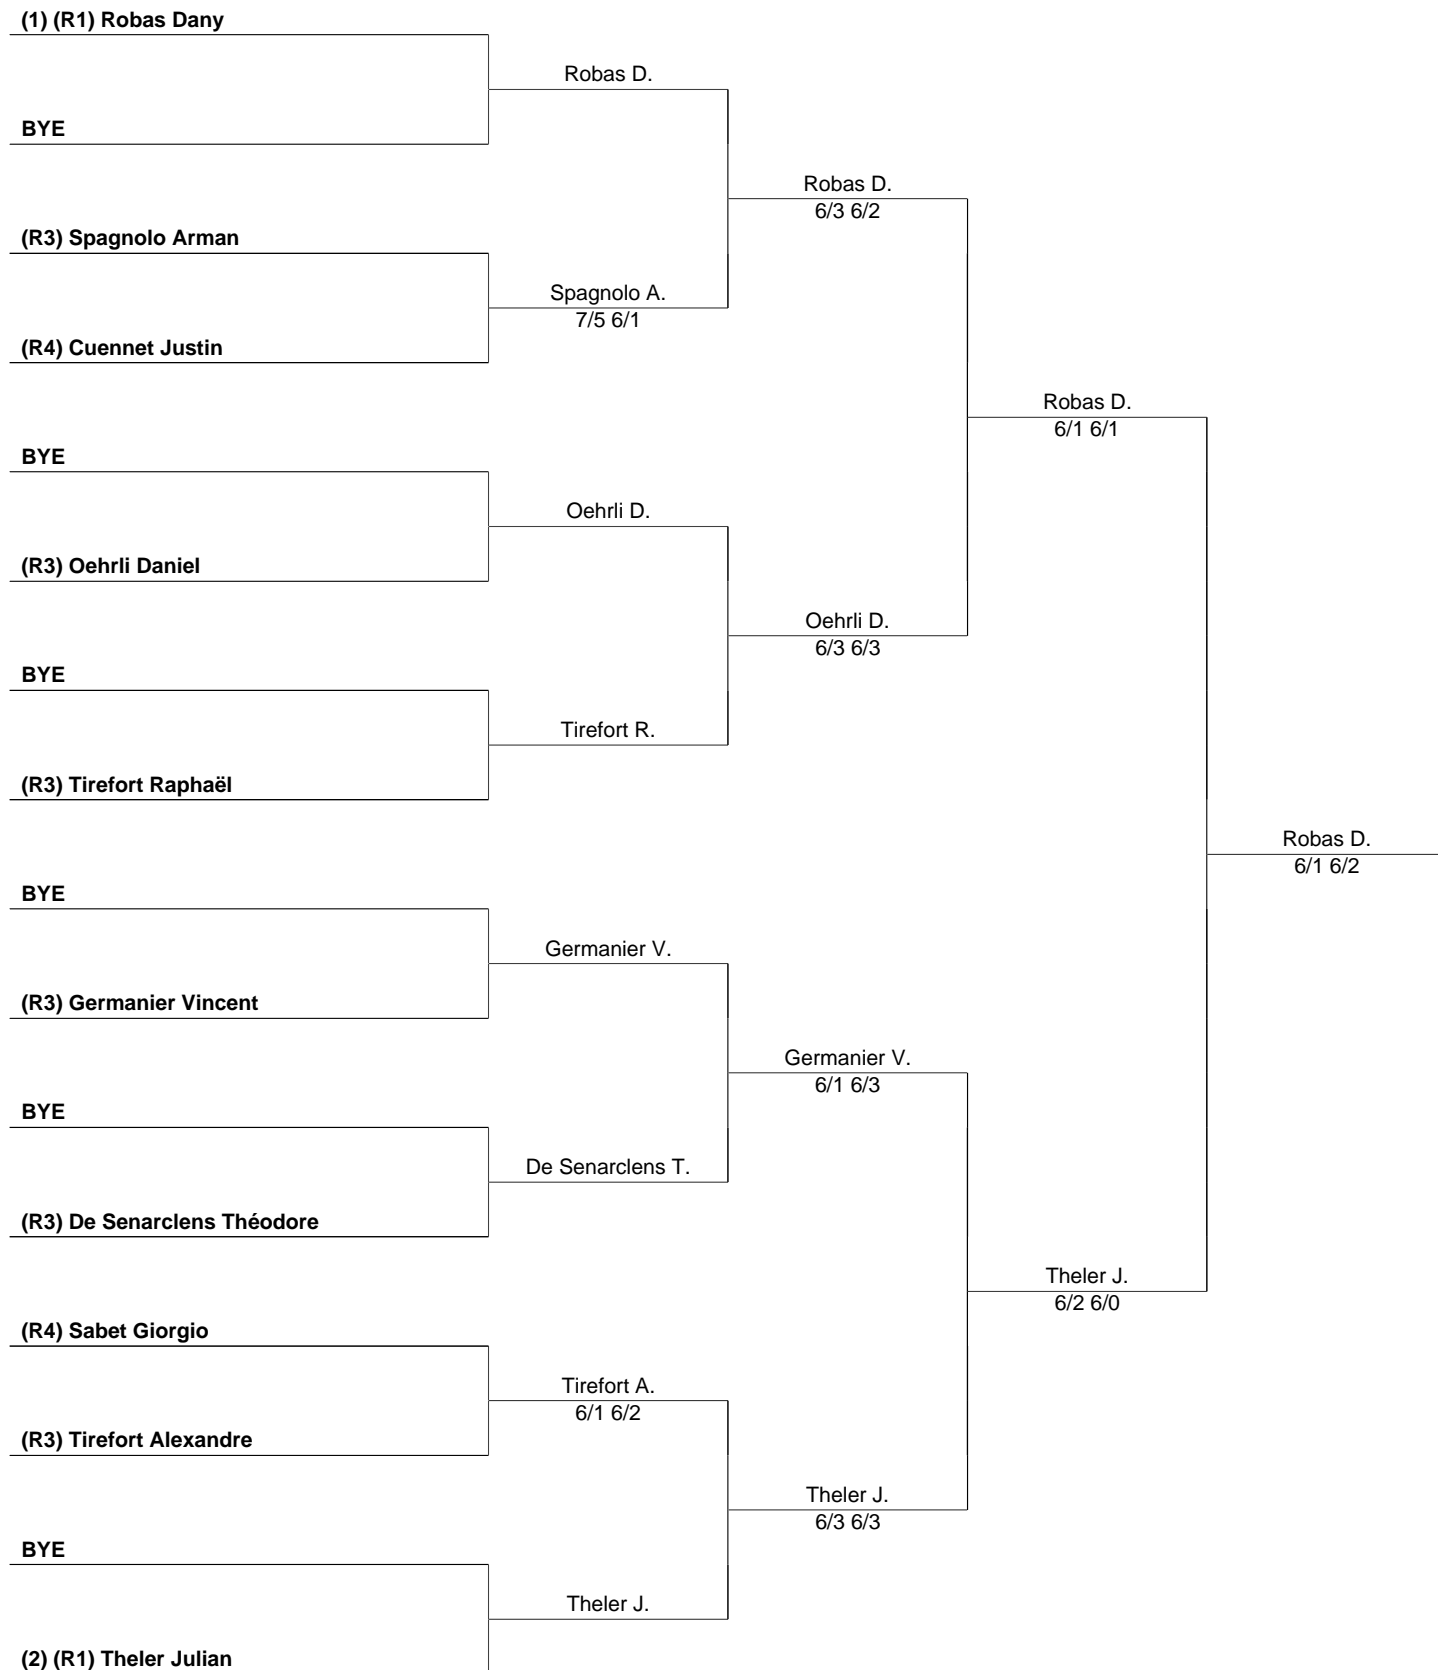 (1) (R1) Robas Dany
Robas D.
BYE
Robas D.
6/3 6/2
(R3) Spagnolo Arman
Spagnolo A.
7/5 6/1
(R4) Cuennet Justin
Robas D.
6/1 6/1
BYE
Oehrli D.
(R3) Oehrli Daniel
Oehrli D.
6/3 6/3
BYE
Tirefort R.
(R3) Tirefort Raphaël
Robas D.
6/1 6/2
BYE
Germanier V.
(R3) Germanier Vincent
Germanier V.
6/1 6/3
BYE
De Senarclens T.
(R3) De Senarclens Théodore
Theler J.
6/2 6/0
(R4) Sabet Giorgio
Tirefort A.
6/1 6/2
(R3) Tirefort Alexandre
Theler J.
6/3 6/3
BYE
Theler J.
(2) (R1) Theler Julian